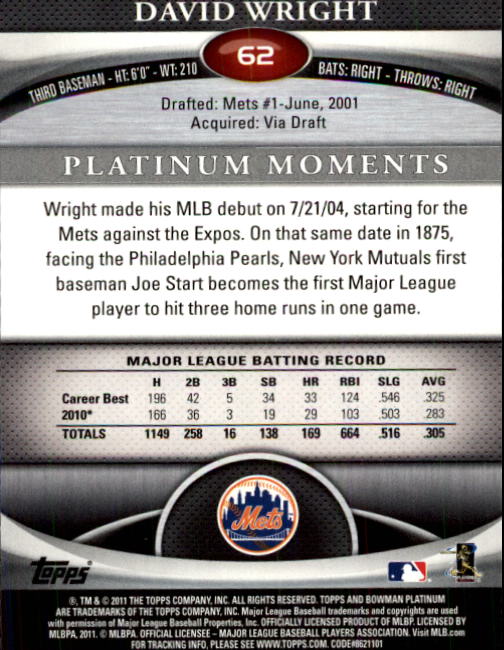 DAVID WRIGHT
62
THIRD BASEMAN - HT: 6'0" - WT: 210
BATS: RIGHT - THROWS: RIGHT
Drafted: Mets #1-June, 2001
Acquired: Via Draft
PLATINUM MOMENTS
Wright made his MLB debut on 7/21/04, starting for the
Mets against the Expos. On that same date in 1875,
facing the Philadelphia Pearls, New York Mutuals first
baseman Joe Start becomes the first Major League
player to hit three home runs in one game.
MAJOR LEAGUE BATTING RECORD
H 2B 3B SB HR RBI SLG AVG
Career Best 196 42 5 34 33 124 .546 .325
2010* 166 36 3 19 29 103 .503 .283
TOTALS 1149 258 16 138 169 664 .516 .305
Mets
Topps
®, TM & © 2011 THE TOPPS COMPANY, INC. ALL RIGHTS RESERVED. TOPPS AND BOWMAN PLATINUM
ARE TRADEMARKS OF THE TOPPS COMPANY, INC. Major League Baseball trademarks and copyrights are used
with permission of Major League Baseball Properties, Inc. OFFICIALLY LICENSED PRODUCT OF MLBP. LICENSED BY
MLBPA, 2011. © MLBPA. OFFICIAL LICENSEE – MAJOR LEAGUE BASEBALL PLAYERS ASSOCIATION. Visit MLB.com
FOR TRACKING INFO, PLEASE SEE WWW.TOPPS.COM. CODE#8621101